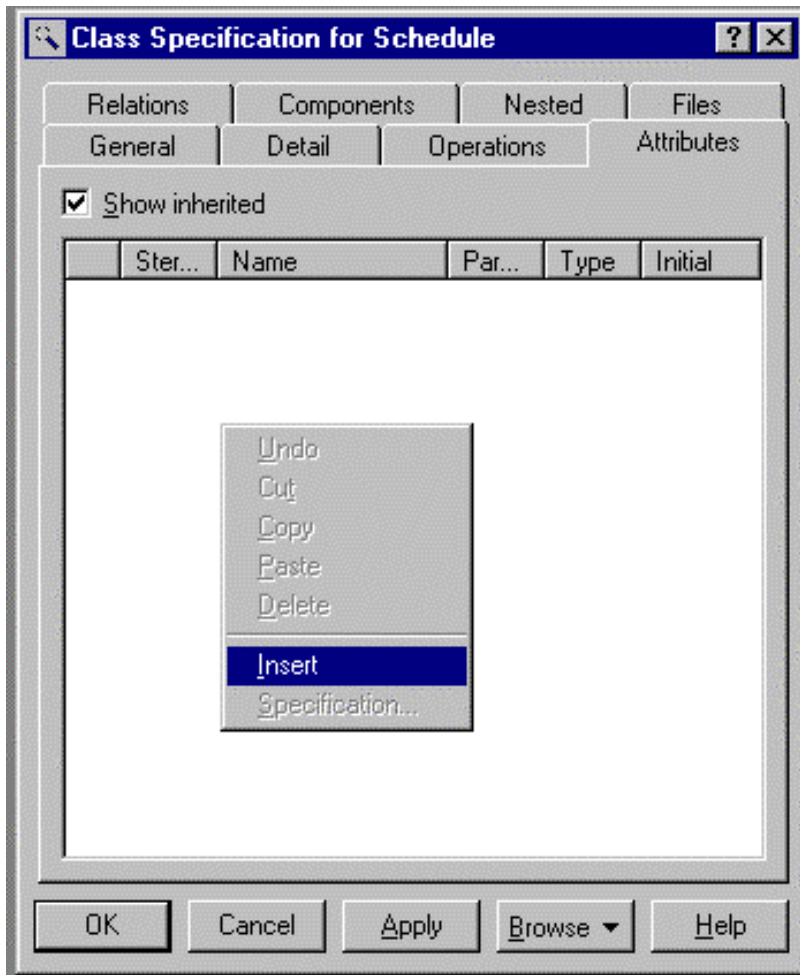 Class Specification for Schedule
Relations Components Nested Files
General Detail Operations Attributes
Show inherited
Ster... Name Par... Type Initial
Undo
Cut
Copy
Paste
Delete
Insert
Specification...
OK Cancel Apply Browse Help